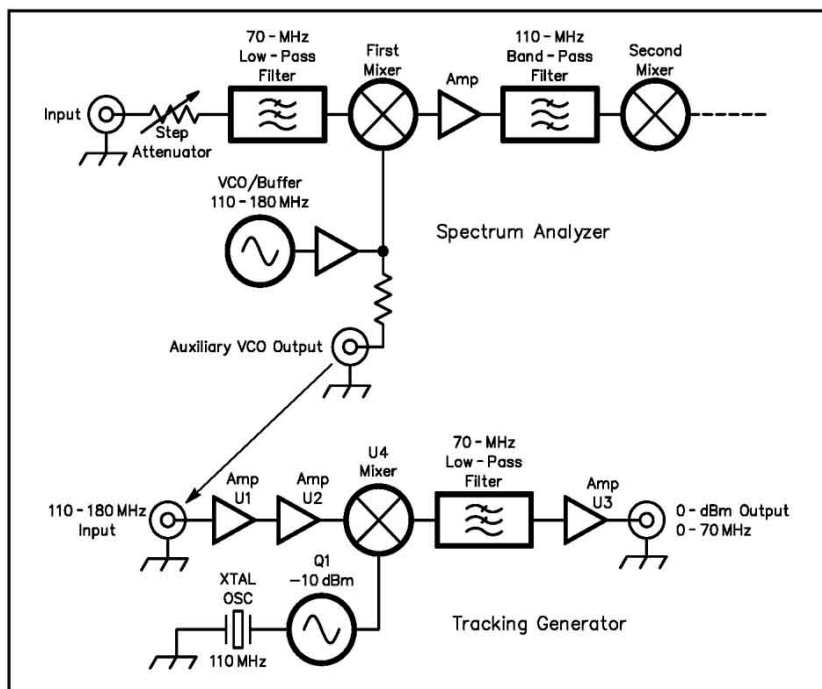 70-MHz
Low-Pass
Filter
First
Mixer
Amp
110-MHz
Band-Pass
Filter
Second
Mixer
Input
Step
Attenuator
VCO/Buffer
110-180 MHz
Spectrum Analyzer
Auxiliary VCO Output
110-180 MHz
Input
Amp
U1
Amp
U2
U4
Mixer
70-MHz
Low-Pass
Filter
Amp
U3
0-dBm Output
0-70 MHz
XTAL
OSC
110 MHz
Q1
-10 dBm
Tracking Generator